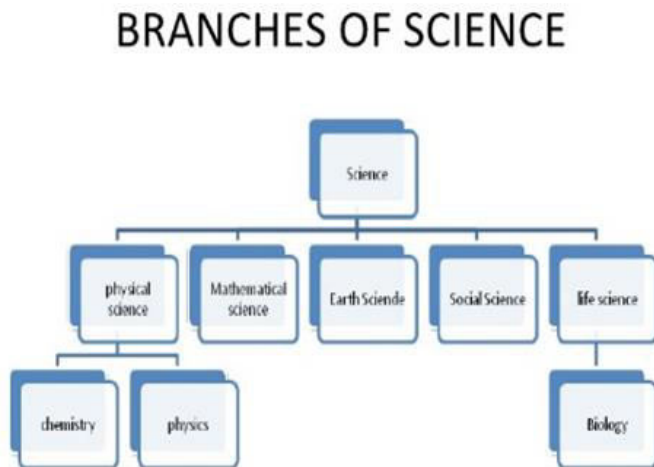 BRANCHES OF SCIENCE
Science
physical
science
Mathematical
science
Earth Sciende
Social Science
life science
chemistry
physics
Biology